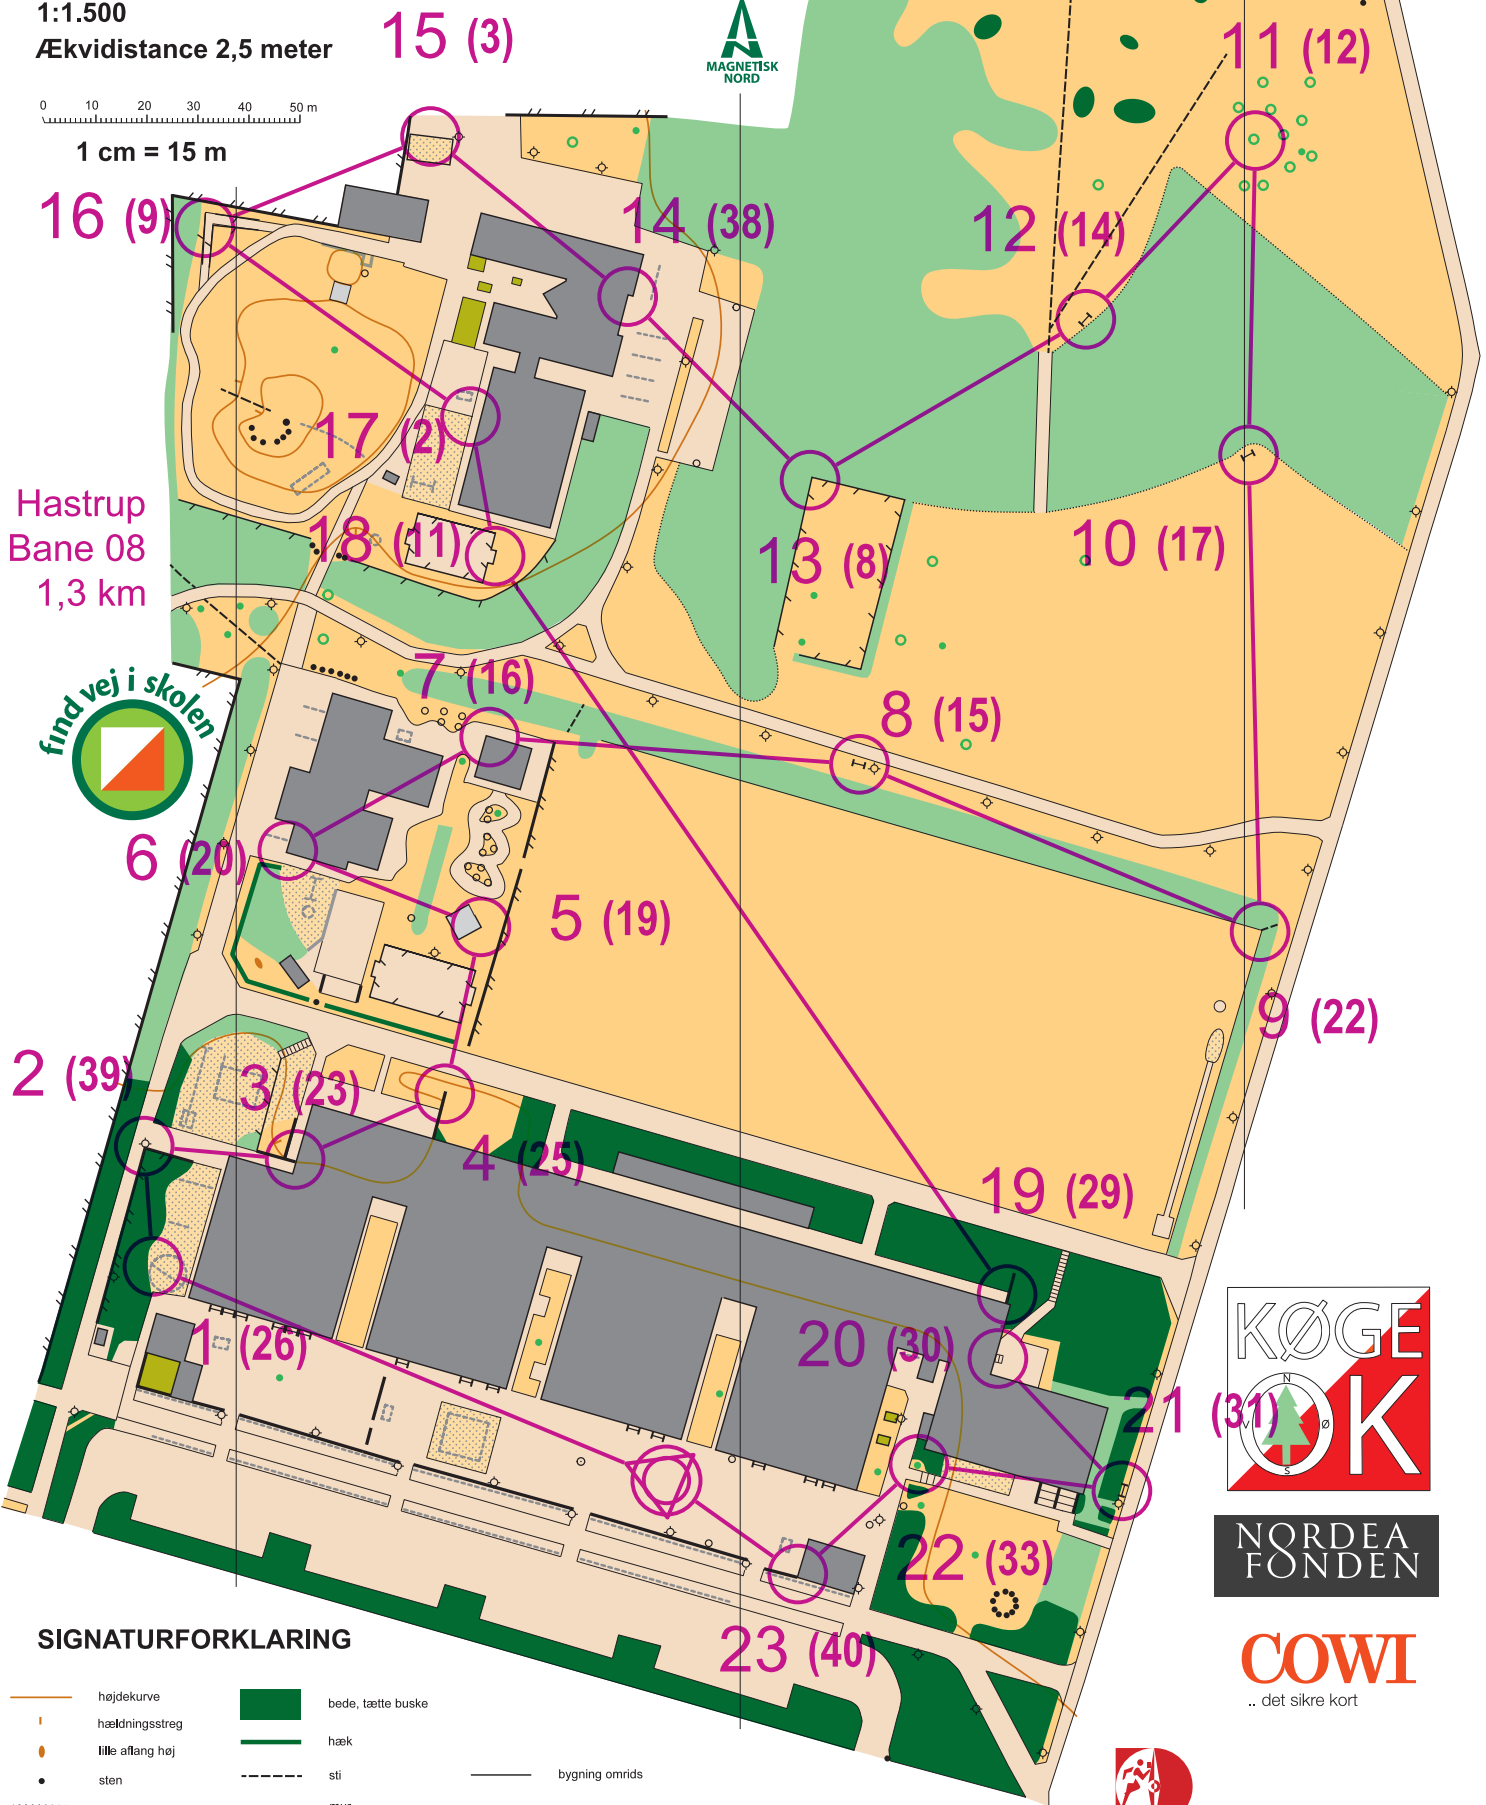 1:1.500
Ækvidistance 2,5 meter
0 10 20 30 40 50 m
1 cm = 15 m
MAGNETISK
NORD
15 (3)
11 (12)
16 (9)
14 (38)
12 (14)
17 (2)
Hastrup
Bane 08
1,3 km
18 (11)
13 (8)
10 (17)
find vej i skolen
7 (16)
8 (15)
6 (20)
5 (19)
9 (22)
2 (39)
3 (23)
4 (25)
19 (29)
1 (26)
20 (30)
21 (31)
KØGE
OK
N
V Ø
S
22 (33)
NORDEA
FONDEN
23 (40)
COWI
.. det sikre kort
SIGNATURFORKLARING
højdekurve
hældningsstreg
lille aflang høj
sten
bede, tætte buske
hæk
sti
bygning omrids